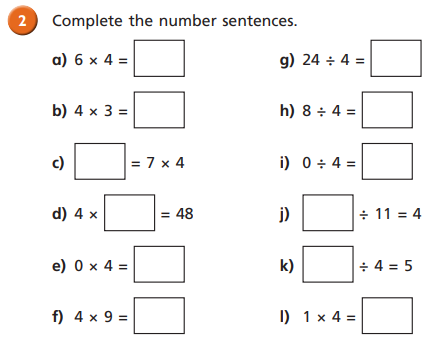 2 Complete the number sentences.
a) 6 × 4 =
b) 4 × 3 =
c) = 7 × 4
d) 4 × = 48
e) 0 × 4 =
f) 4 × 9 =
g) 24 ÷ 4 =
h) 8 ÷ 4 =
i) 0 ÷ 4 =
j) ÷ 11 = 4
k) ÷ 4 = 5
l) 1 × 4 =